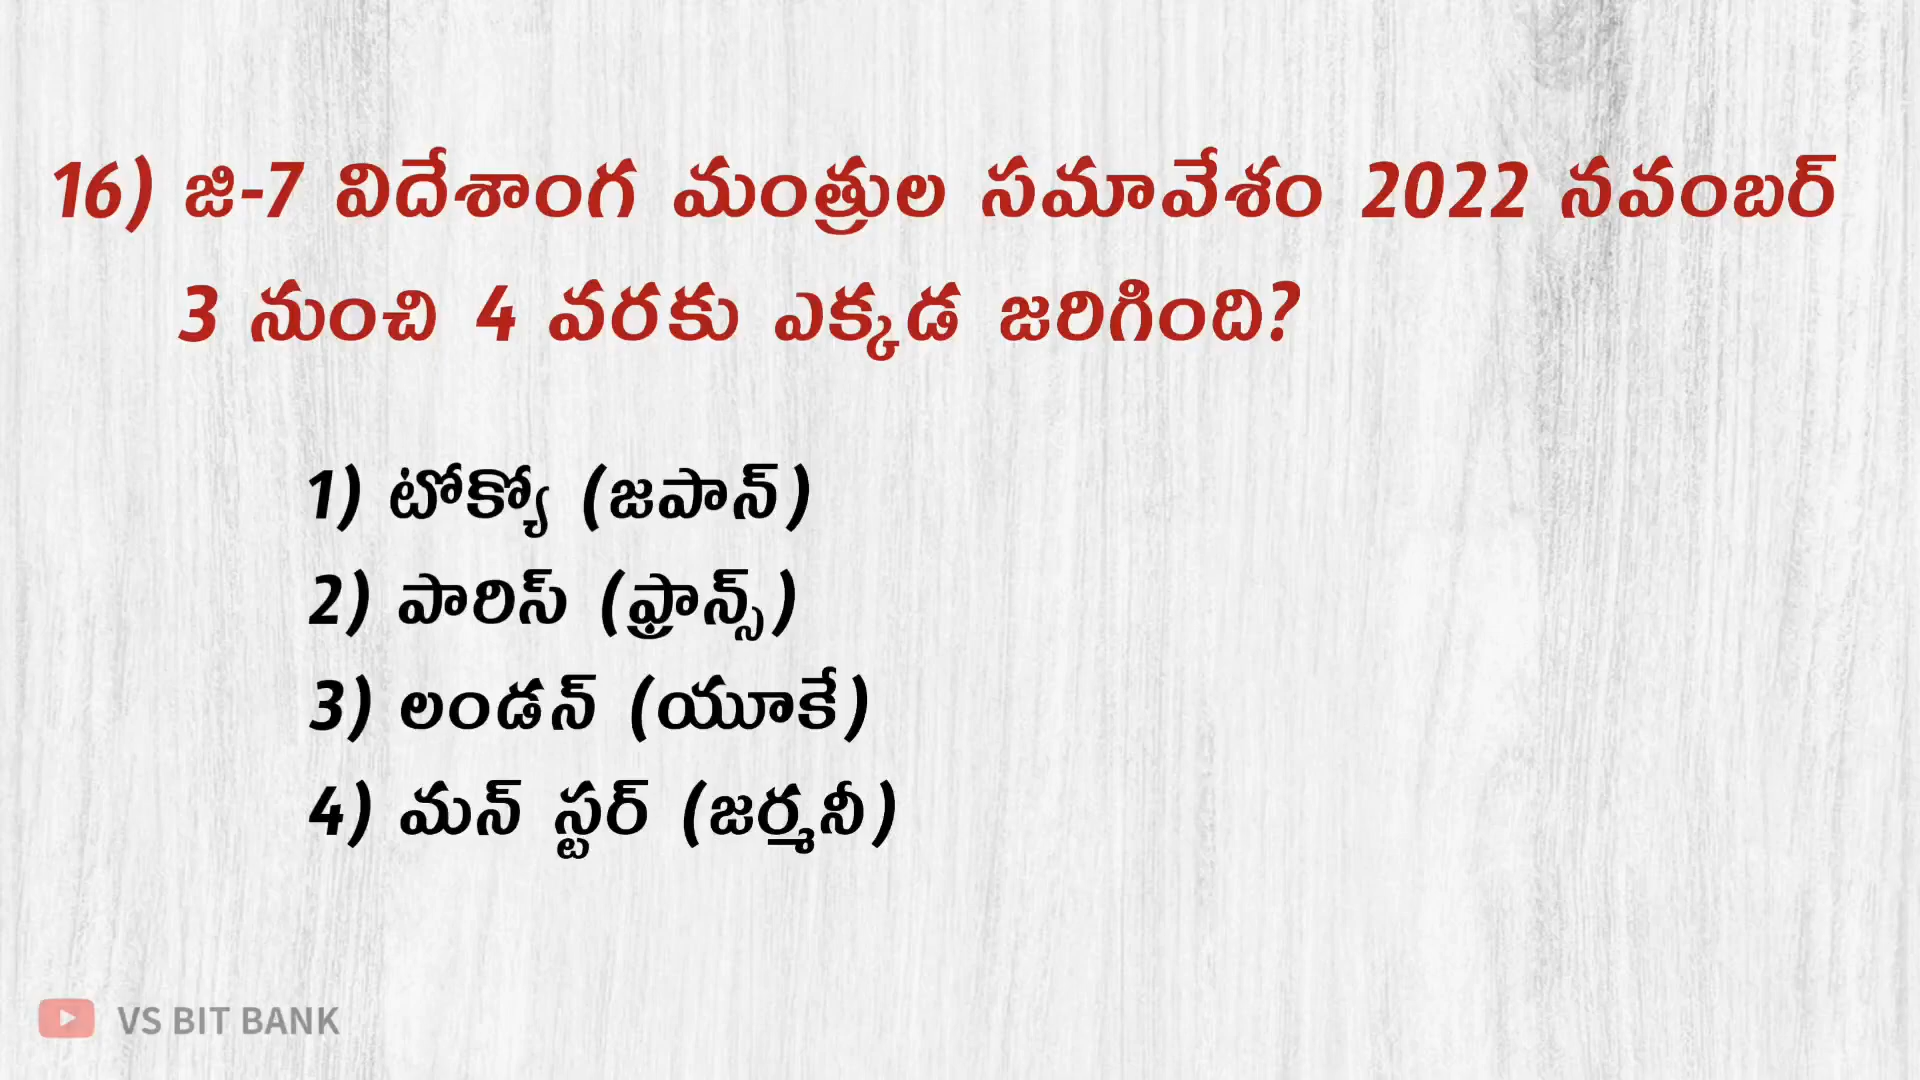 16) జి-7 విదేశాంగ మంత్రుల సమావేశం 2022 నవంబర్
3 నుంచి 4 వరకు ఎక్కడ జరిగింది?
1) టోక్యో (జపాన్)
2) పారిస్ (ఫ్రాన్స్)
3) లండన్ (యూకే)
4) మన్ స్టర్ (జర్మనీ)
VS BIT BANK